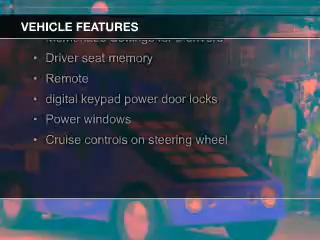 VEHICLE FEATURES
• Driver seat memory
• Remote
• digital keypad power door locks
• Power windows
• Cruise controls on steering wheel